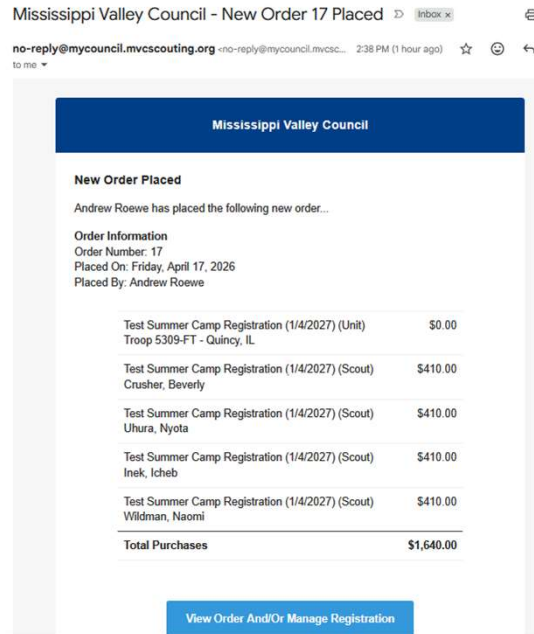 Mississippi Valley Council - New Order 17 Placed
Inbox x
no-reply@mycouncil.mvcscouting.org <no-reply@mycouncil.mvcsc... 2:38 PM (1 hour ago)
to me
Mississippi Valley Council
New Order Placed
Andrew Roewe has placed the following new order...
Order Information
Order Number: 17
Placed On: Friday, April 17, 2026
Placed By: Andrew Roewe
Test Summer Camp Registration (1/4/2027) (Unit) $0.00
Troop 5309-FT - Quincy, IL
Test Summer Camp Registration (1/4/2027) (Scout) $410.00
Crusher, Beverly
Test Summer Camp Registration (1/4/2027) (Scout) $410.00
Uhura, Nyota
Test Summer Camp Registration (1/4/2027) (Scout) $410.00
Inek, Icheb
Test Summer Camp Registration (1/4/2027) (Scout) $410.00
Wildman, Naomi
Total Purchases $1,640.00
View Order And/Or Manage Registration